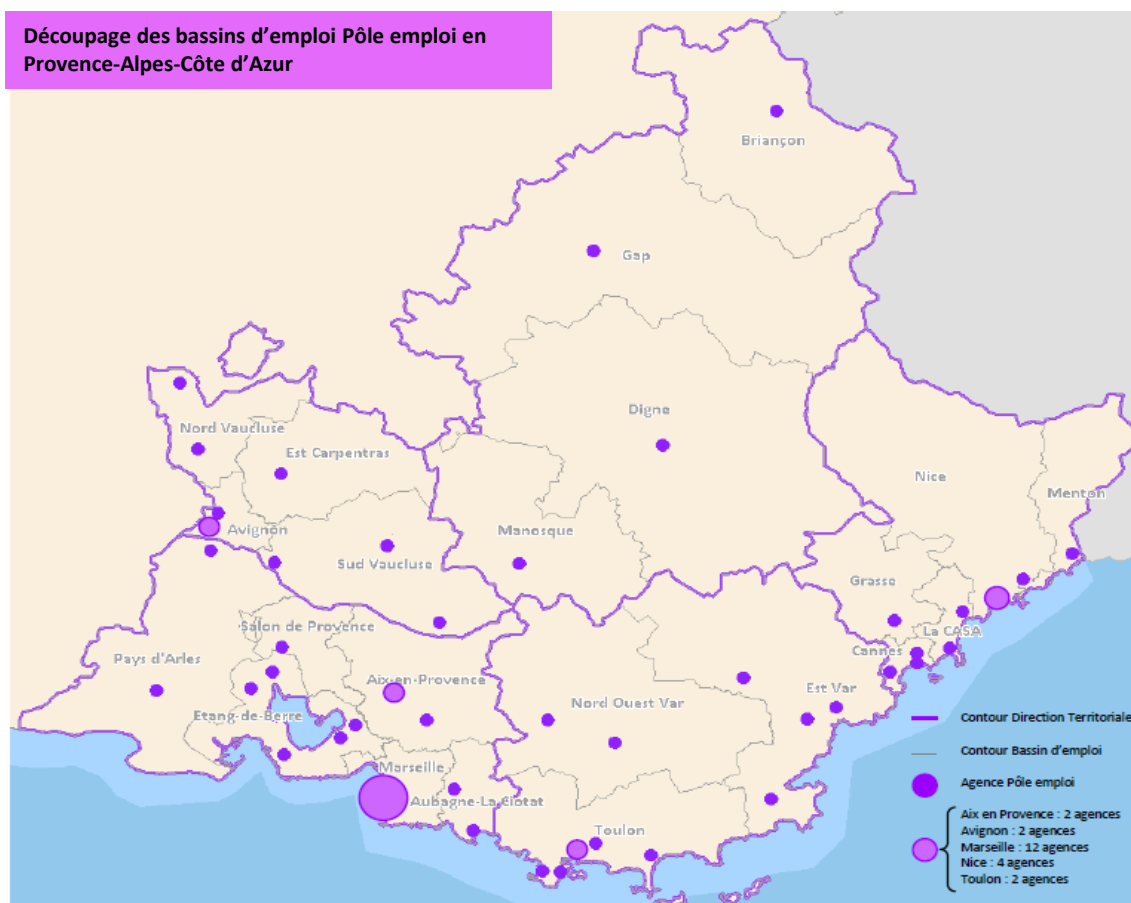 Découpage des bassins d’emploi Pôle emploi en
Provence-Alpes-Côte d’Azur
Briançon
Gap
Digne
Nord Vaucluse
Est Carpentras
Nice
Menton
Avignon
Manosque
Sud Vaucluse
Grasse
Salon de Provence
La CASA
Cannes
Pays d'Arles
Aix-en-Provence
Est Var
Nord Ouest Var
Etang-de-Berre
Marseille
Aubagne-La Ciotat
Toulon
Contour Direction Territoriale
Contour Bassin d'emploi
Agence Pôle emploi
Aix en Provence : 2 agences
Avignon : 2 agences
Marseille : 12 agences
Nice : 4 agences
Toulon : 2 agences